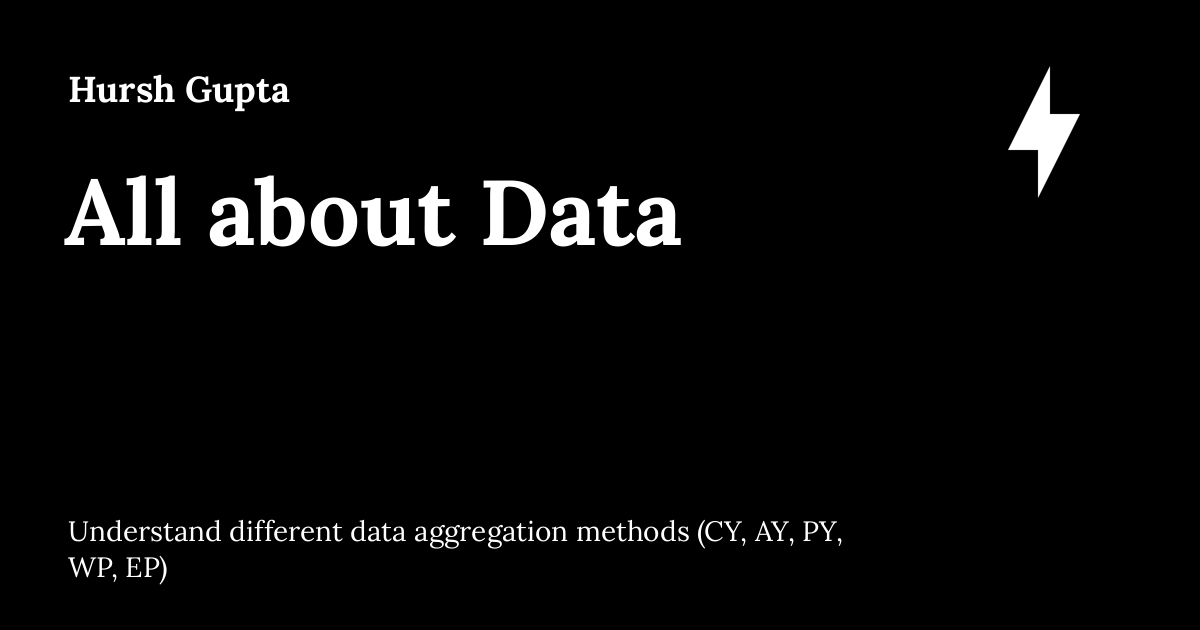 Hursh Gupta
All about Data
Understand different data aggregation methods (CY, AY, PY,
WP, EP)